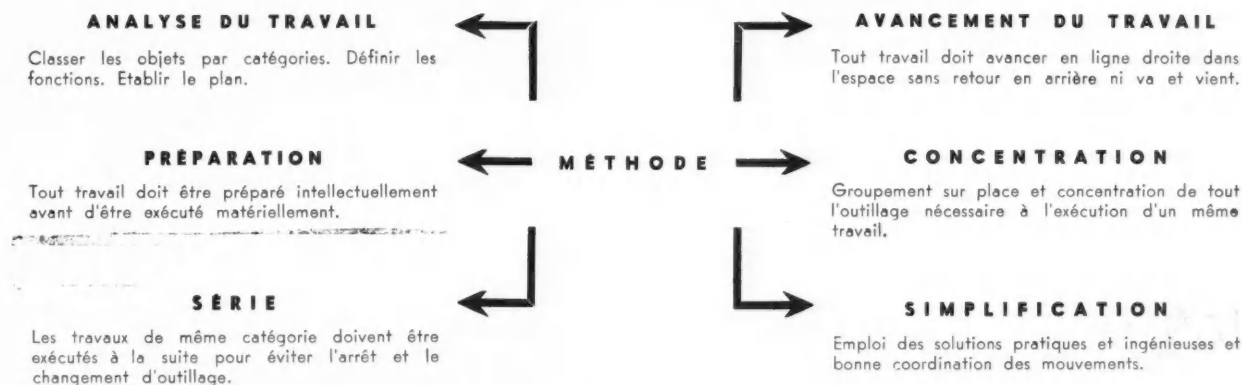 ANALYSE DU TRAVAIL
Classer les objets par catégories. Définir les
fonctions. Etablir le plan.
PRÉPARATION
Tout travail doit être préparé intellectuellement
avant d'être exécuté matériellement.
SÉRIE
Les travaux de même catégorie doivent être
exécutés à la suite pour éviter l'arrêt et le
changement d'outillage.
MÉTHODE
AVANCEMENT DU TRAVAIL
Tout travail doit avancer en ligne droite dans
l'espace sans retour en arrière ni va et vient.
CONCENTRATION
Groupement sur place et concentration de tout
l'outillage nécessaire à l'exécution d'un même
travail.
SIMPLIFICATION
Emploi des solutions pratiques et ingénieuses et
bonne coordination des mouvements.